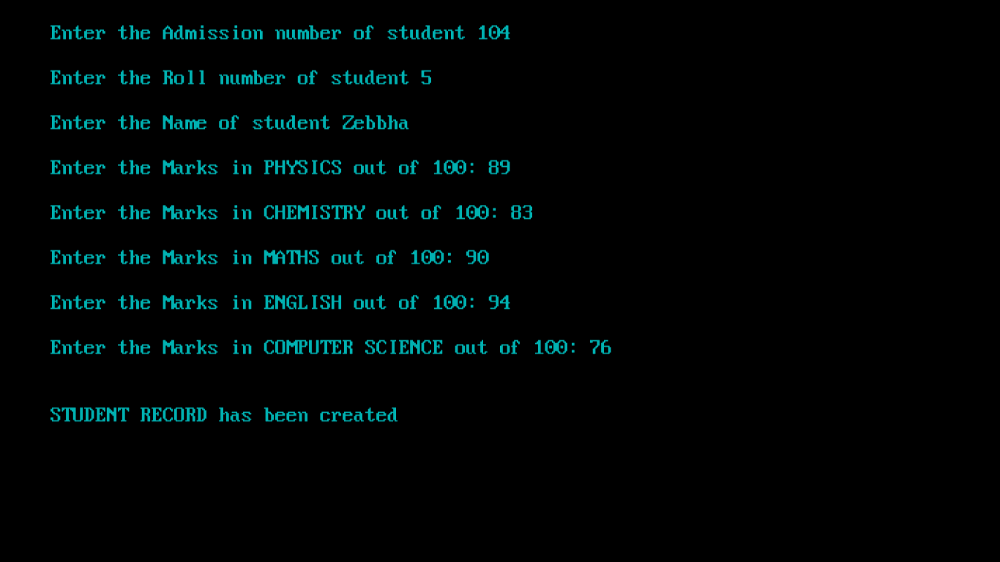 Enter the Admission number of student 104
Enter the Roll number of student 5
Enter the Name of student Zebbha
Enter the Marks in PHYSICS out of 100: 89
Enter the Marks in CHEMISTRY out of 100: 83
Enter the Marks in MATHS out of 100: 90
Enter the Marks in ENGLISH out of 100: 94
Enter the Marks in COMPUTER SCIENCE out of 100: 76
STUDENT RECORD has been created